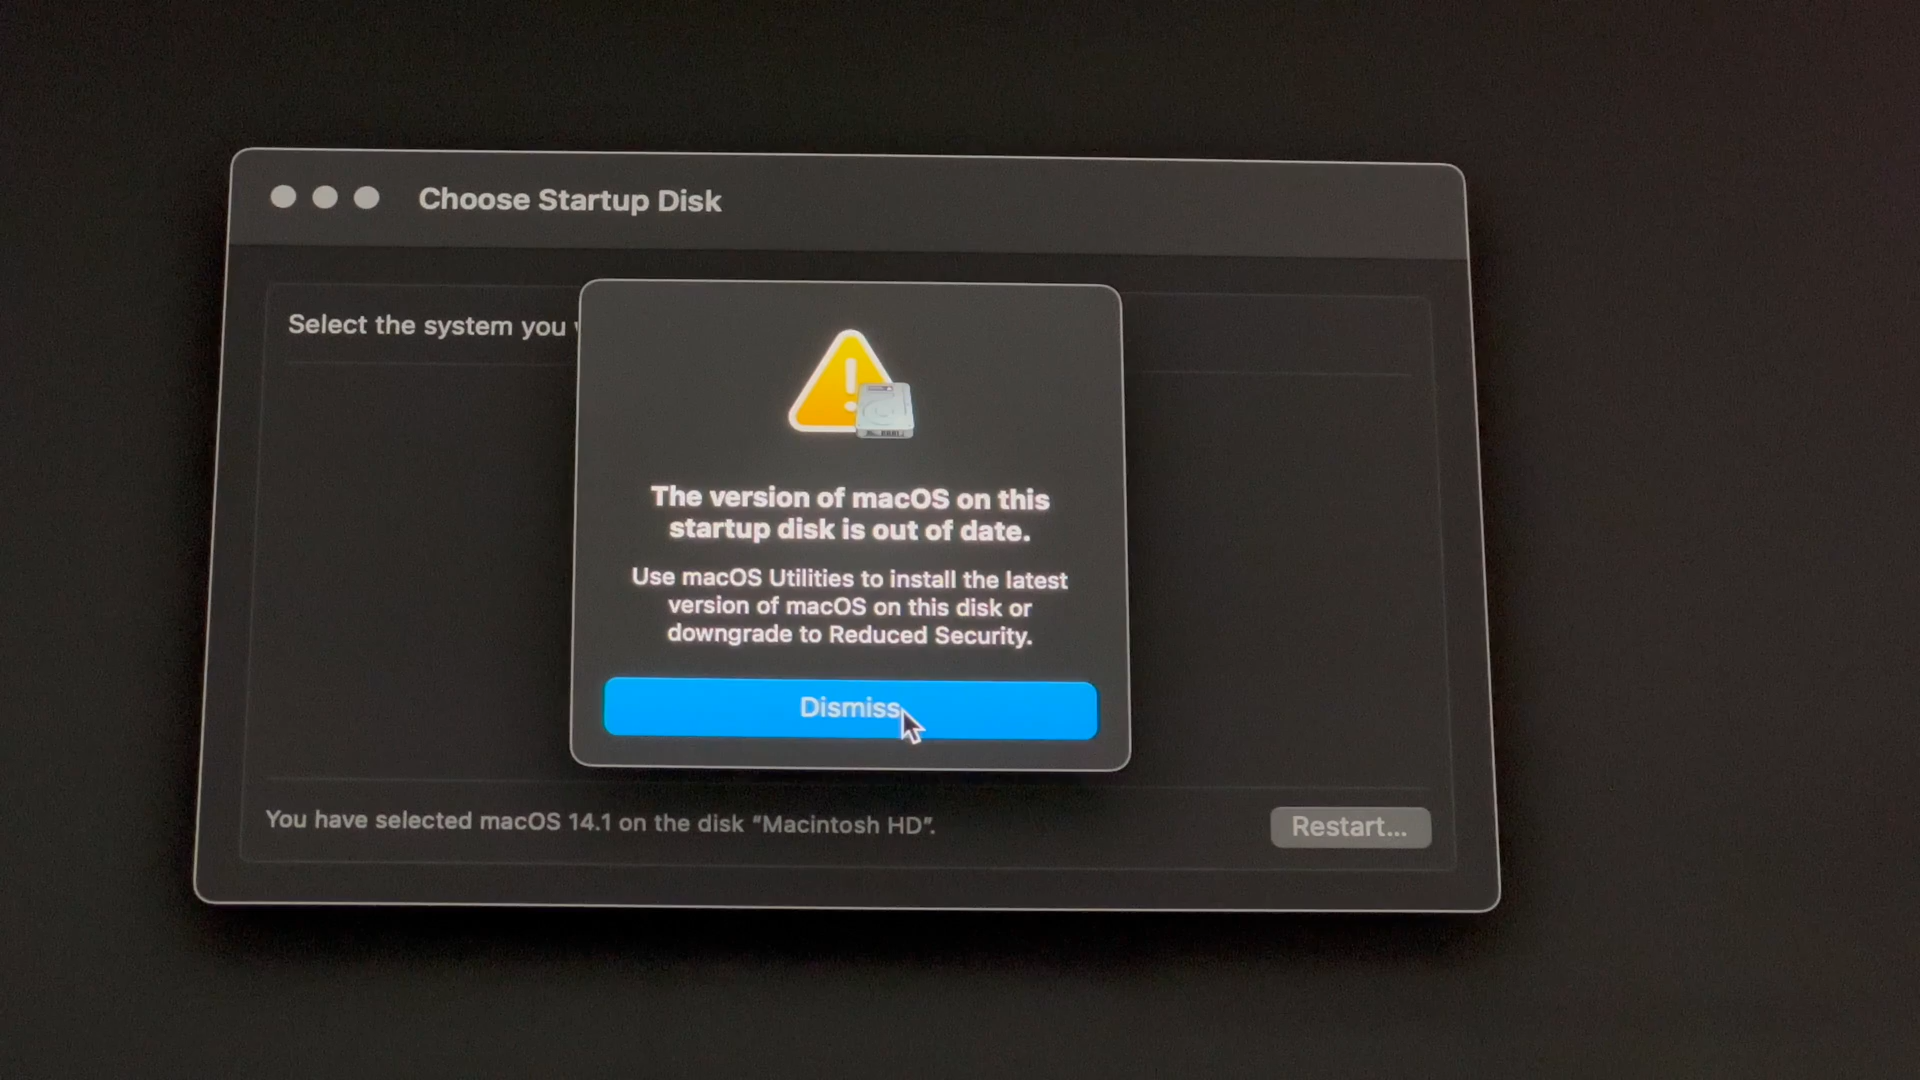 Choose Startup Disk
Select the system you
The version of macOS on this
startup disk is out of date.
Use macOS Utilities to install the latest
version of macOS on this disk or
downgrade to Reduced Security.
Dismiss
You have selected macOS 14.1 on the disk “Macintosh HD”.
Restart...